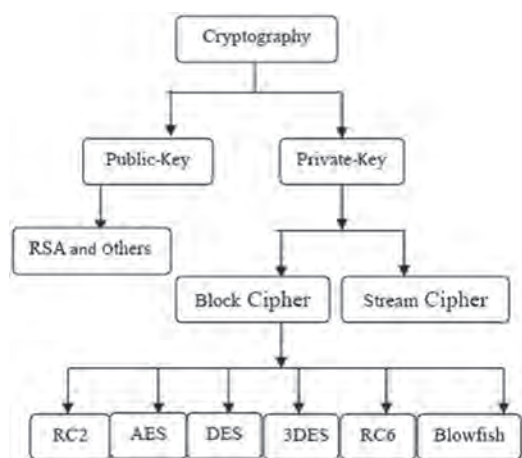 Cryptography
Public-Key
Private-Key
RSA and Others
Block Cipher
Stream Cipher
RC2
AES
DES
3DES
RC6
Blowfish